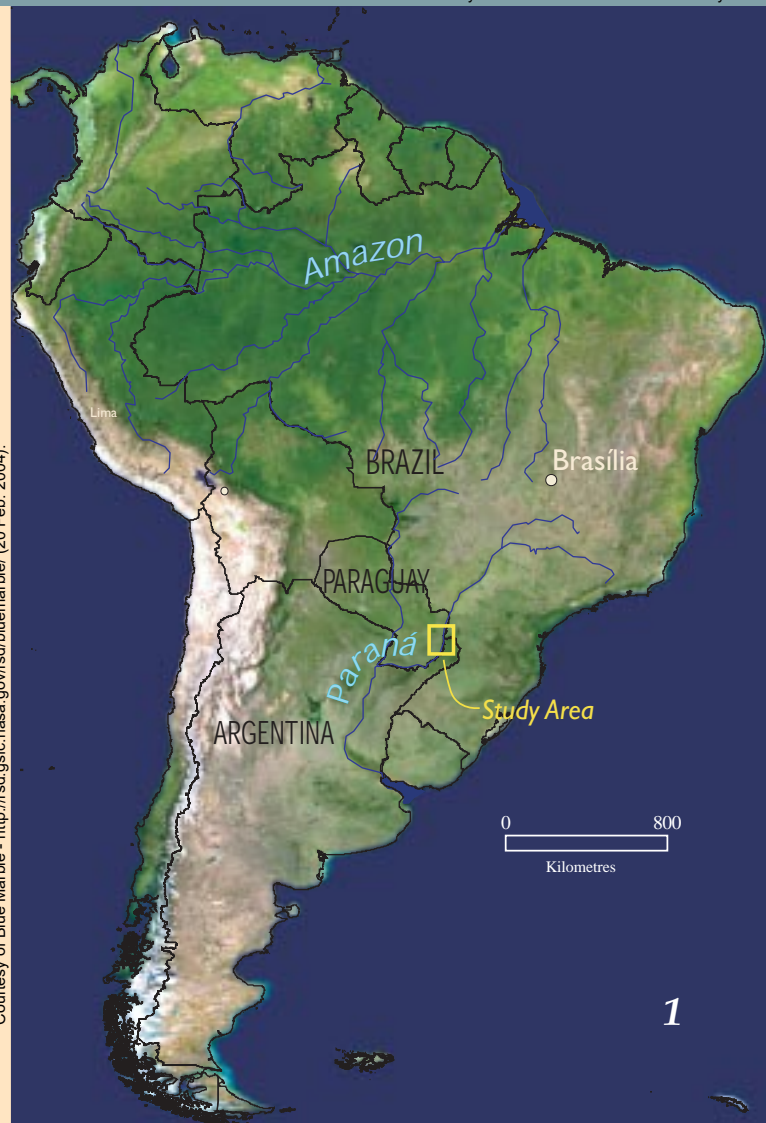 Amazon
Lima
BRAZIL
Brasília
PARAGUAY
Paraná
Study Area
ARGENTINA
0 800
Kilometres
1
Courtesy of Blue Marble - http://rsd.gsfc.nasa.gov/rsd/bluemarble/ (20 Feb. 2004).